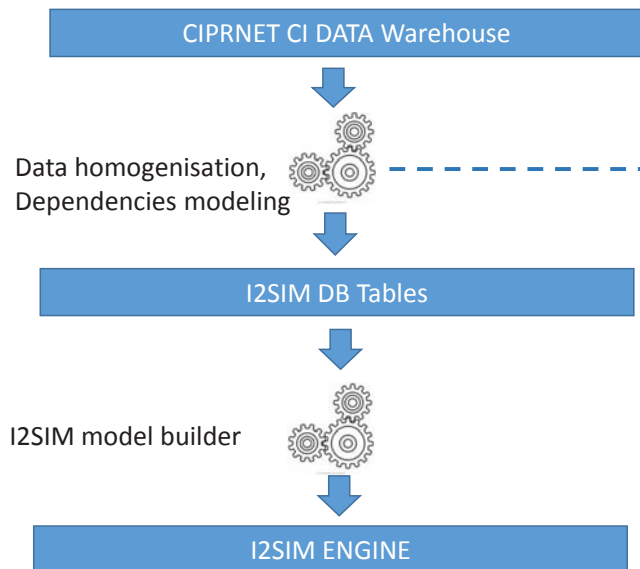 CIPRNET CI DATA Warehouse
Data homogenisation,
Dependencies modeling
I2SIM DB Tables
I2SIM model builder
I2SIM ENGINE